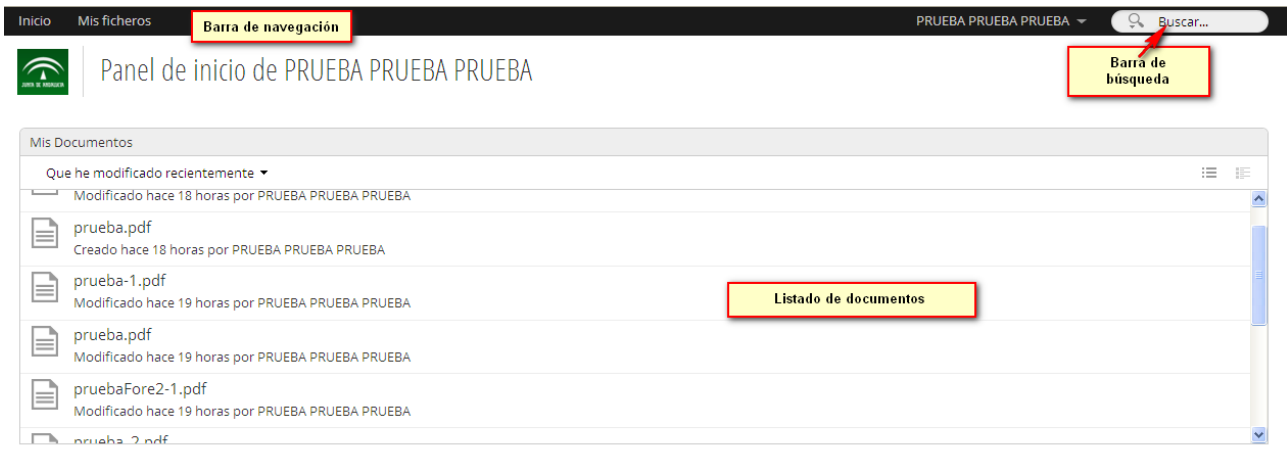 Inicio Mis ficheros Barra de navegación PRUEBA PRUEBA PRUEBA Buscar...
Barra de
búsqueda
JUNTA DE ANDALUCIA
Panel de inicio de PRUEBA PRUEBA PRUEBA
Mis Documentos
Que he modificado recientemente
Modificado hace 18 horas por PRUEBA PRUEBA PRUEBA
prueba.pdf
Creado hace 18 horas por PRUEBA PRUEBA PRUEBA
prueba-1.pdf
Modificado hace 19 horas por PRUEBA PRUEBA PRUEBA
Listado de documentos
prueba.pdf
Modificado hace 19 horas por PRUEBA PRUEBA PRUEBA
pruebaFore2-1.pdf
Modificado hace 19 horas por PRUEBA PRUEBA PRUEBA